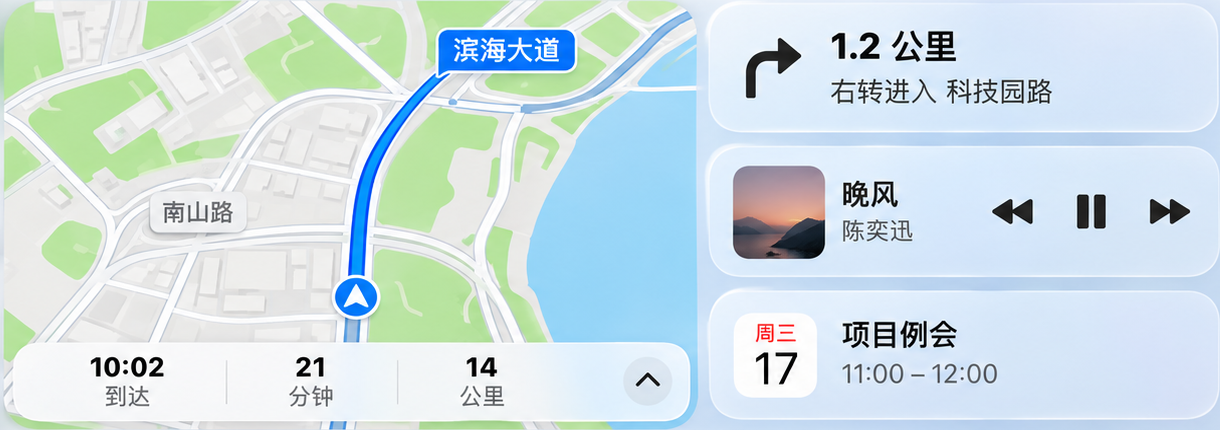 滨海大道
南山路
10:02
到达
21
分钟
14
公里
1.2 公里
右转进入 科技园路
晚风
陈奕迅
周三
17
项目例会
11:00 – 12:00